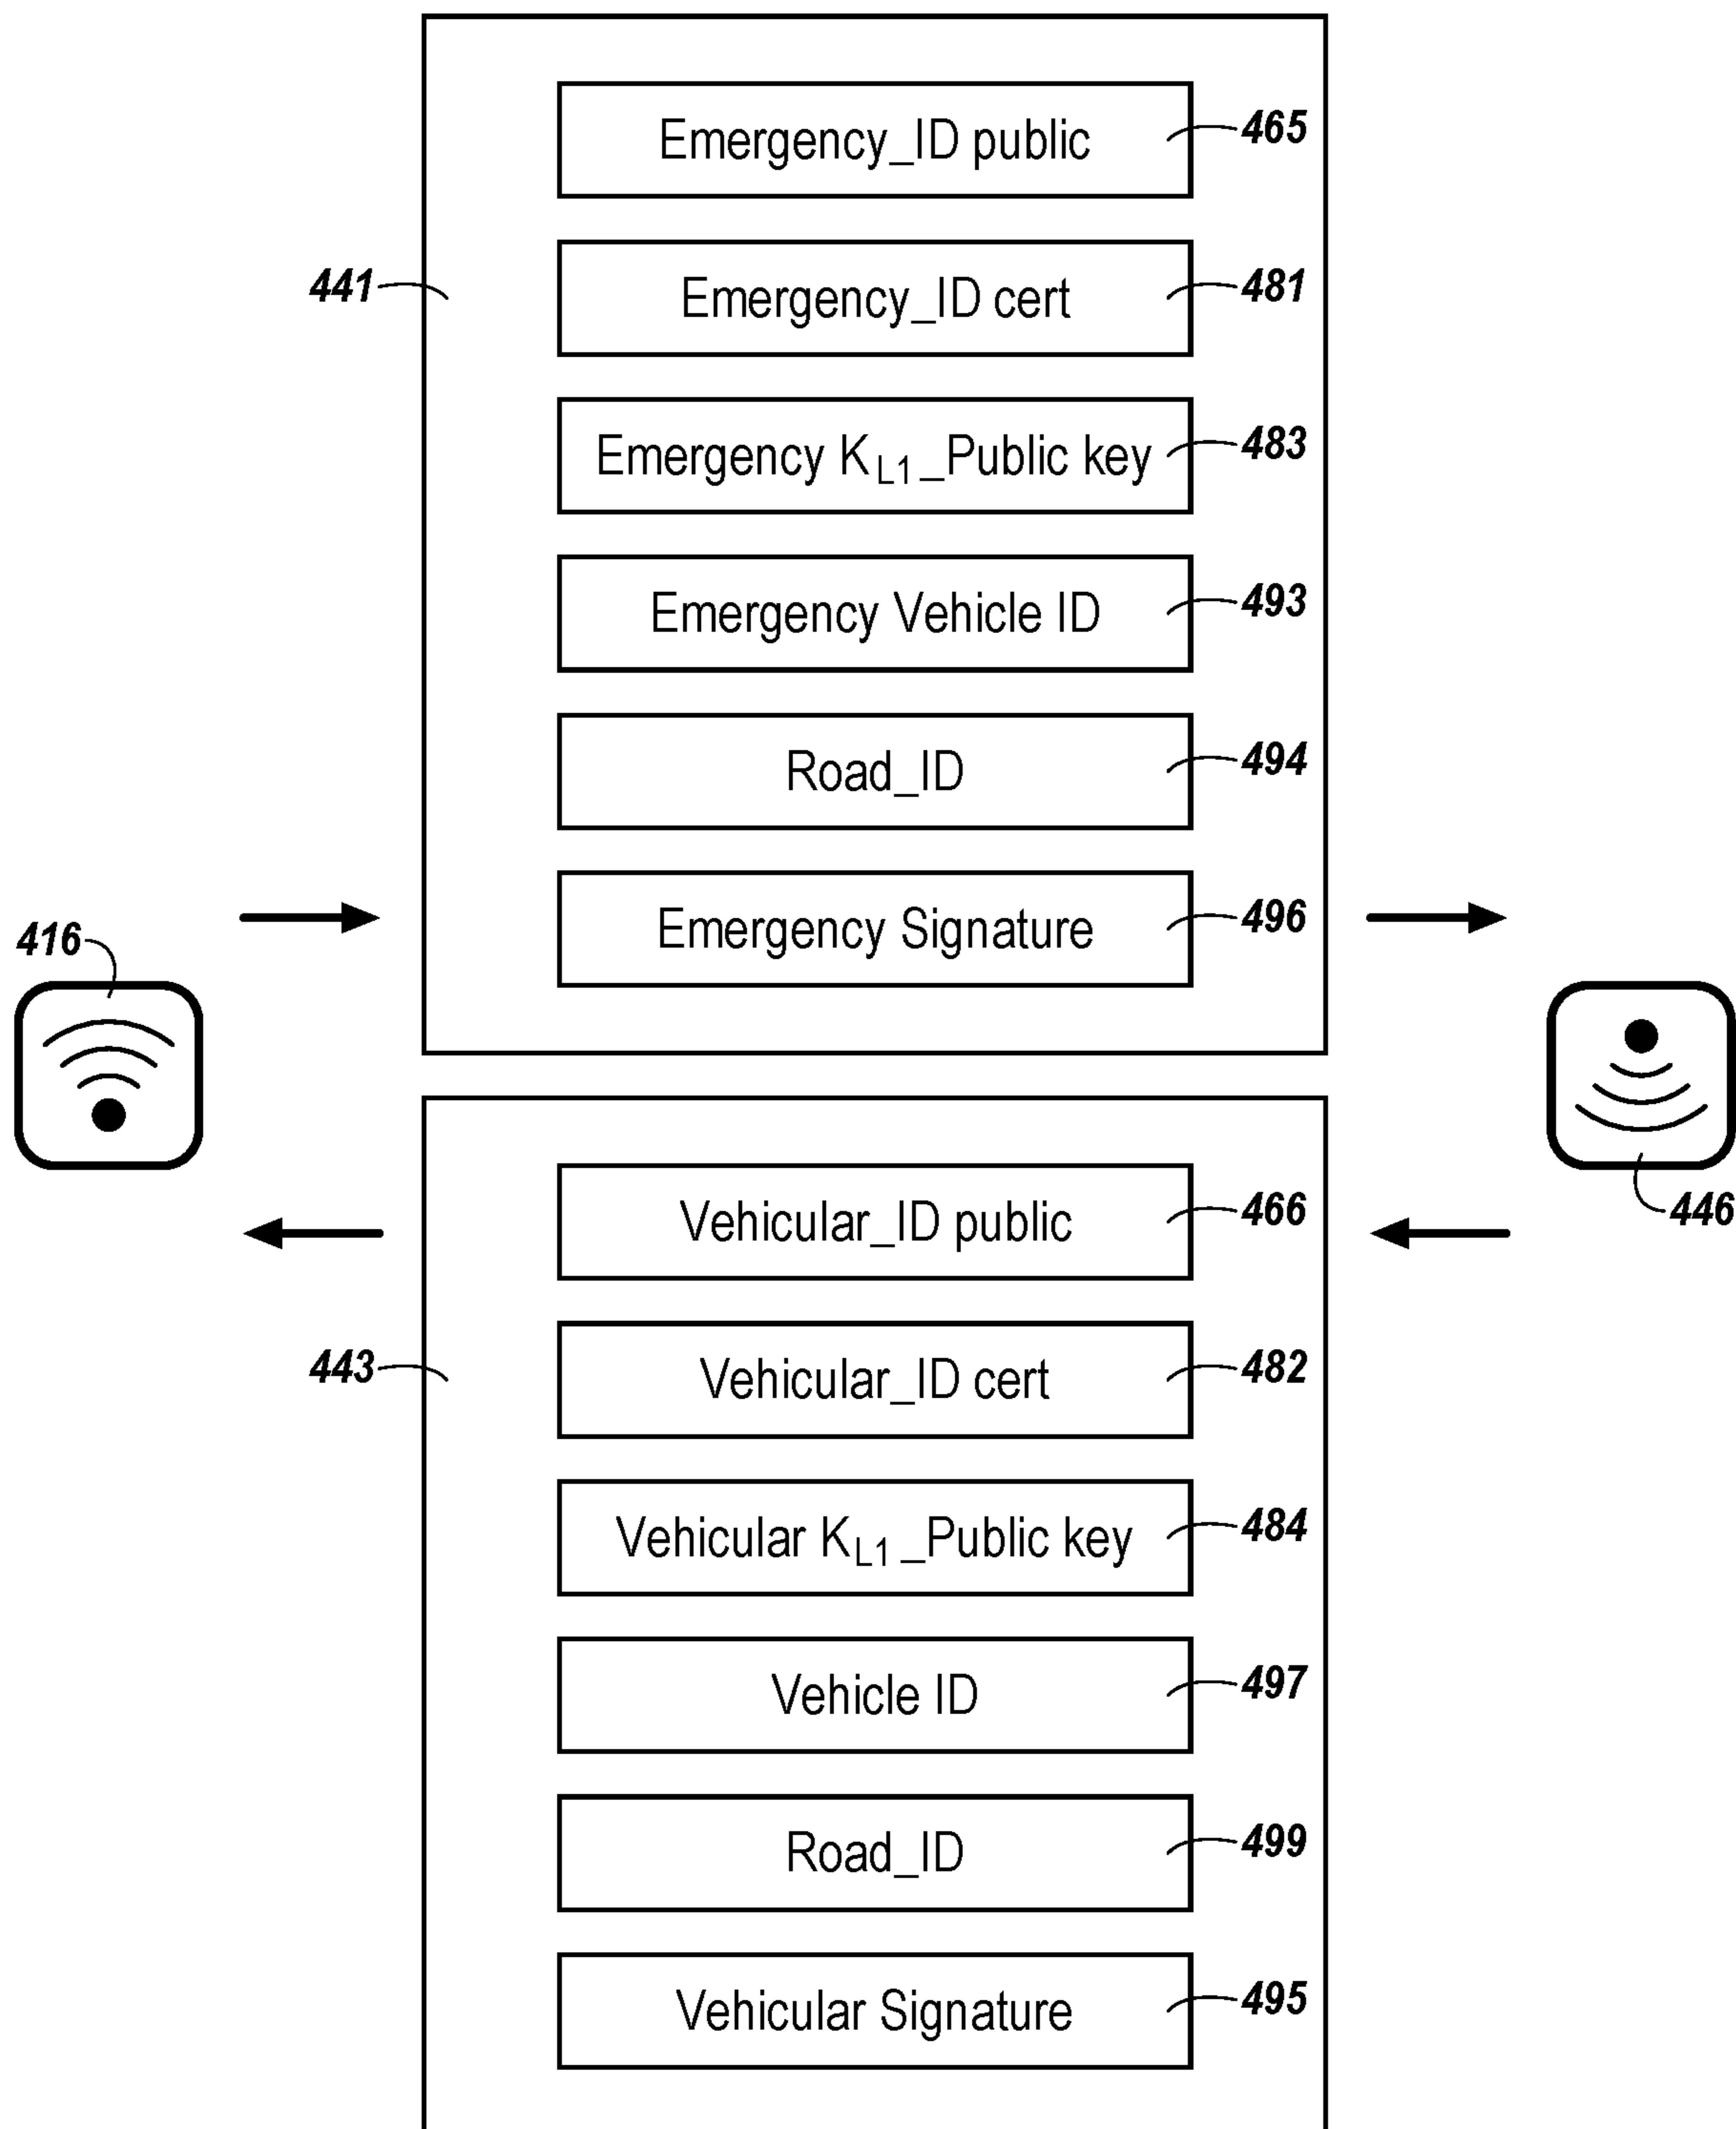 Emergency_ID public 465
441 Emergency_ID cert 481
Emergency KL1_Public key 483
Emergency Vehicle ID 493
Road_ID 494
Emergency Signature 496
416
Vehicular_ID public 466
446
443 Vehicular_ID cert 482
Vehicular KL1_Public key 484
Vehicle ID 497
Road_ID 499
Vehicular Signature 495